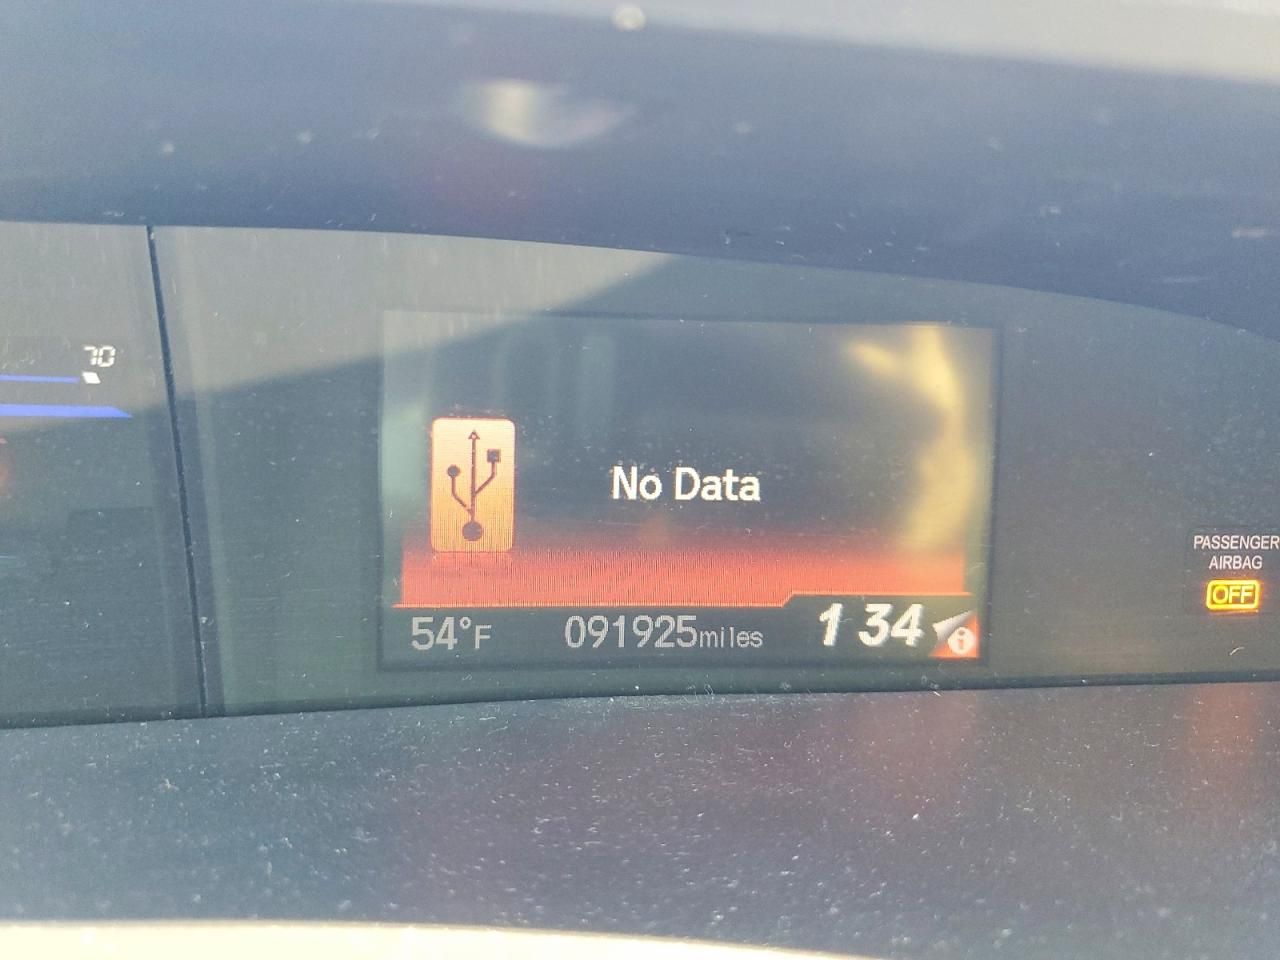 70
No Data
54°F 091925miles 1 34
PASSENGER
AIRBAG
OFF